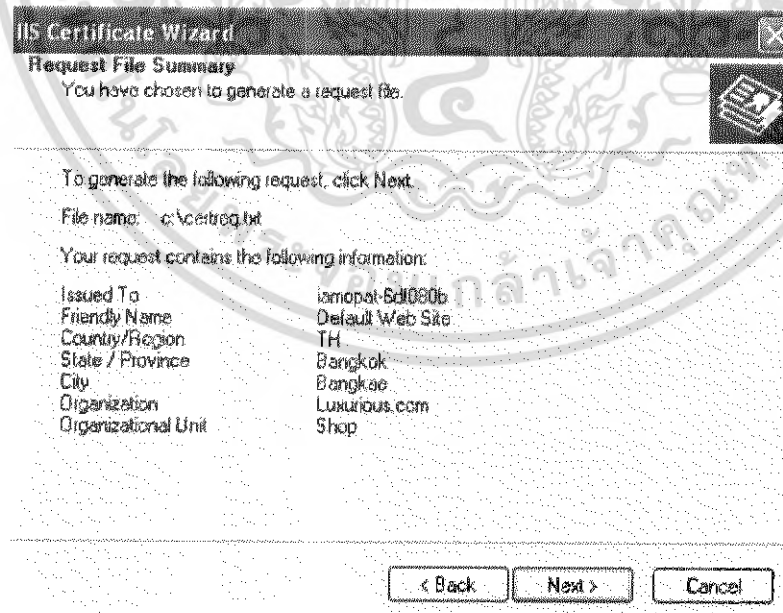 IIS Certificate Wizard
Request File Summary
You have chosen to generate a request file.
To generate the following request, click Next.
File name: c:\certreq.txt
Your request contains the following information:
Issued To iamopat-6df080b
Friendly Name Default Web Site
Country/Region TH
State / Province Bangkok
City Bangkae
Organization Luxurious.com
Organizational Unit Shop
< Back Next > Cancel